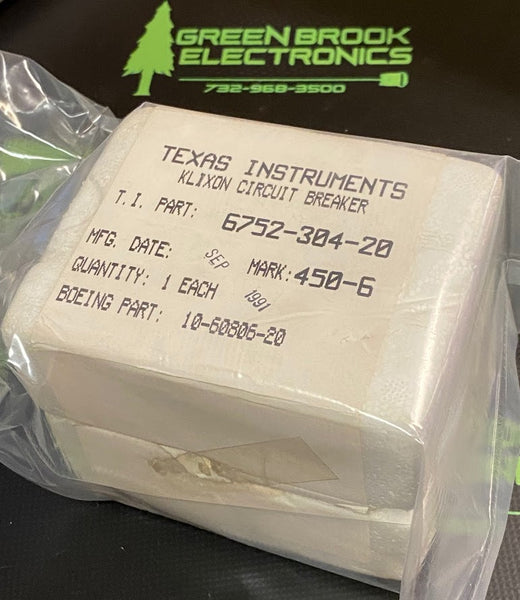 GREEN BROOK
ELECTRONICS
732-968-3500
TEXAS INSTRUMENTS
KLIXON CIRCUIT BREAKER
T.I. PART: 6752-304-20
MFG. DATE: SEP 1991 MARK: 450-6
QUANTITY: 1 EACH
BOEING PART: 10-60806-20